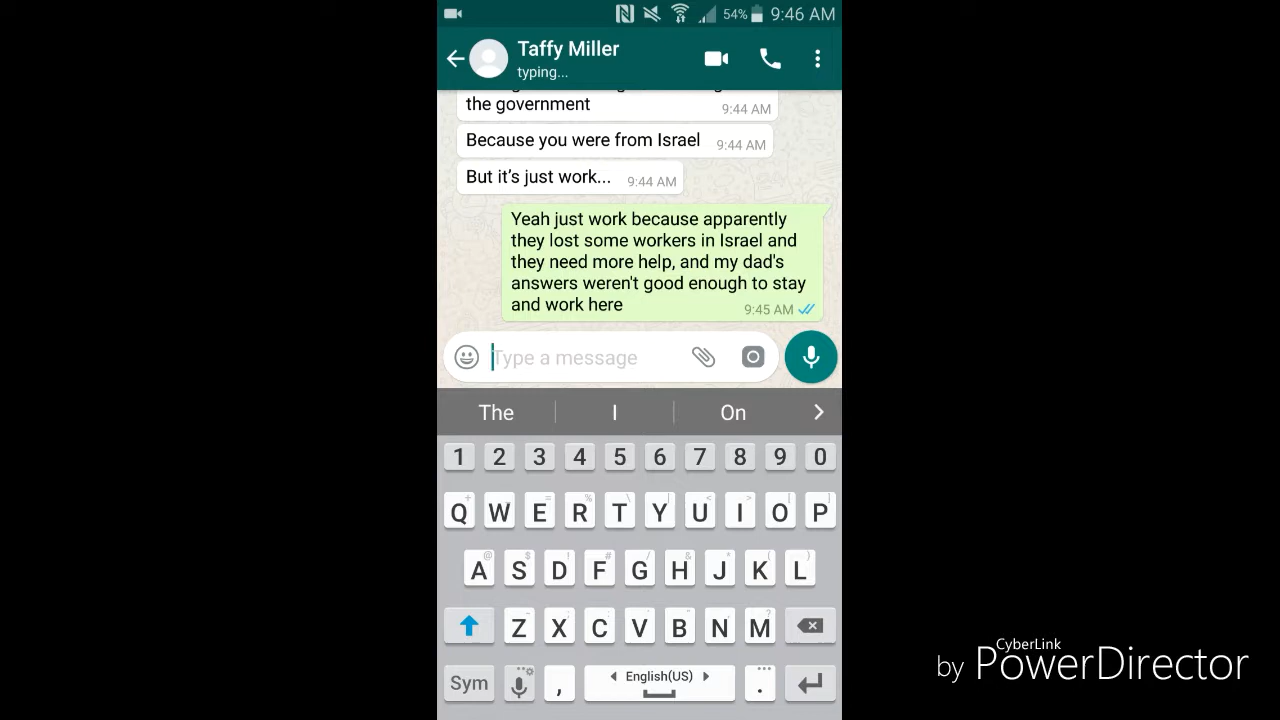 54% 9:46 AM
Taffy Miller
typing...
the government
9:44 AM
Because you were from Israel 9:44 AM
But it’s just work... 9:44 AM
Yeah just work because apparently
they lost some workers in Israel and
they need more help, and my dad's
answers weren't good enough to stay
and work here 9:45 AM
Type a message
The I On
1 2 3 4 5 6 7 8 9 0
Q W E R T Y U I O P
A S D F G H J K L
Z X C V B N M
Sym , English(US) .
CyberLink
by PowerDirector